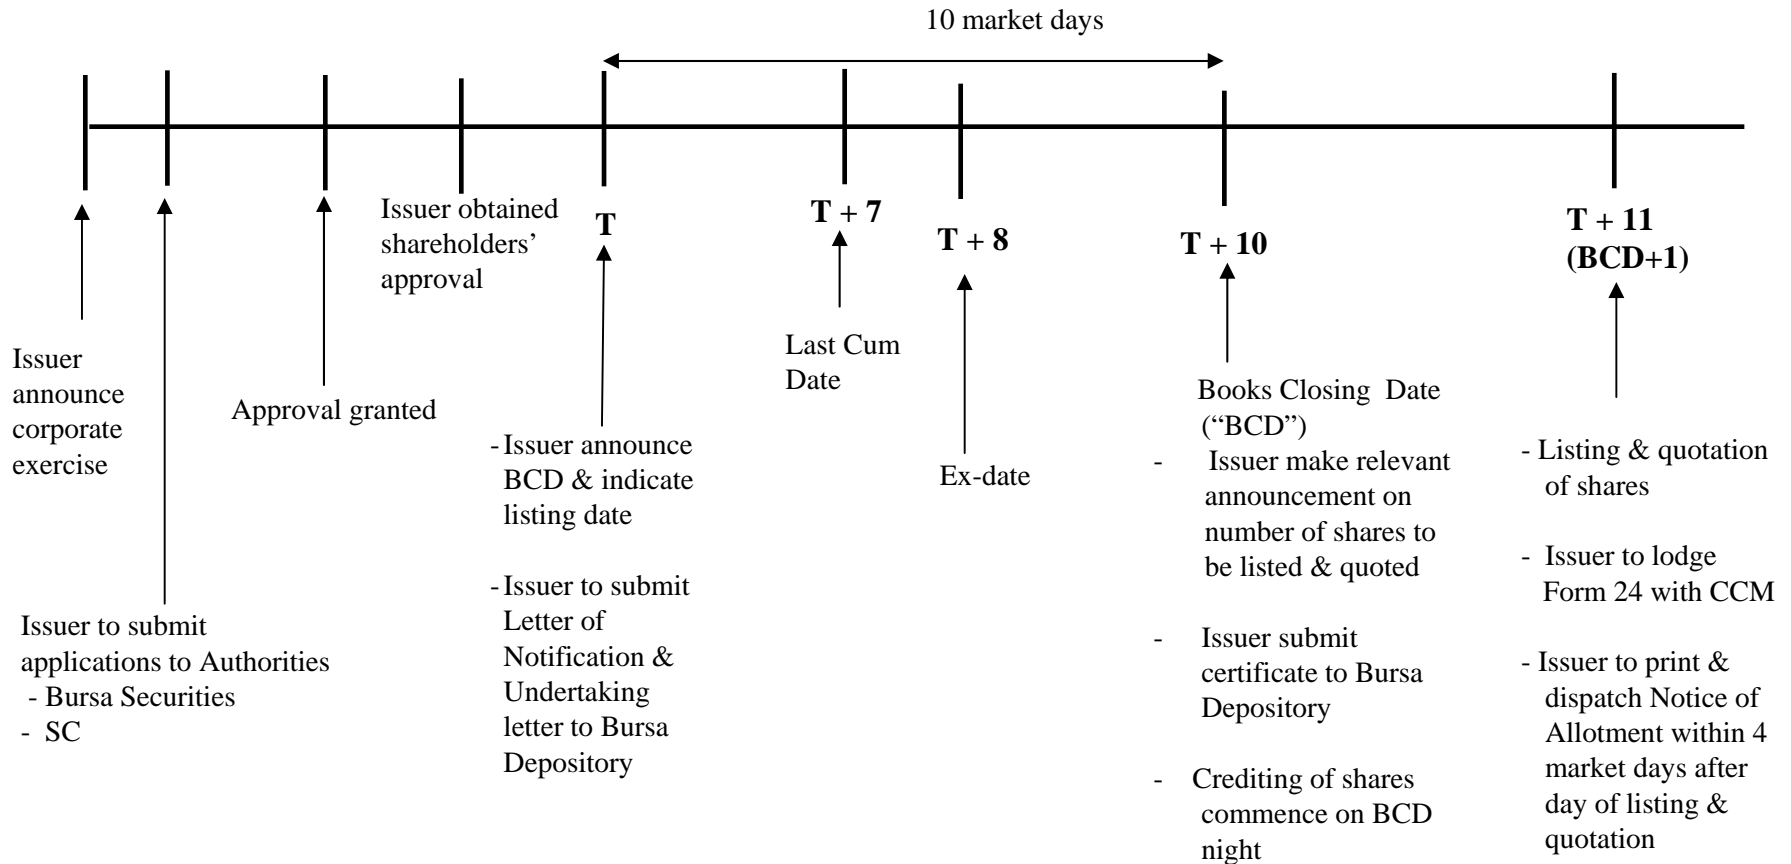 10 market days
T
T + 7
T + 8
T + 10
T + 11
(BCD+1)
Issuer
announce
corporate
exercise
Issuer to submit
applications to Authorities
- Bursa Securities
- SC
Approval granted
Issuer obtained
shareholders’
approval
-Issuer announce
BCD & indicate
listing date
-Issuer to submit
Letter of
Notification &
Undertaking
letter to Bursa
Depository
Last Cum
Date
Ex-date
Books Closing Date
(“BCD”)
- Issuer make relevant
announcement on
number of shares to
be listed & quoted
- Issuer submit
certificate to Bursa
Depository
- Crediting of shares
commence on BCD
night
- Listing & quotation
of shares
- Issuer to lodge
Form 24 with CCM
- Issuer to print &
dispatch Notice of
Allotment within 4
market days after
day of listing &
quotation